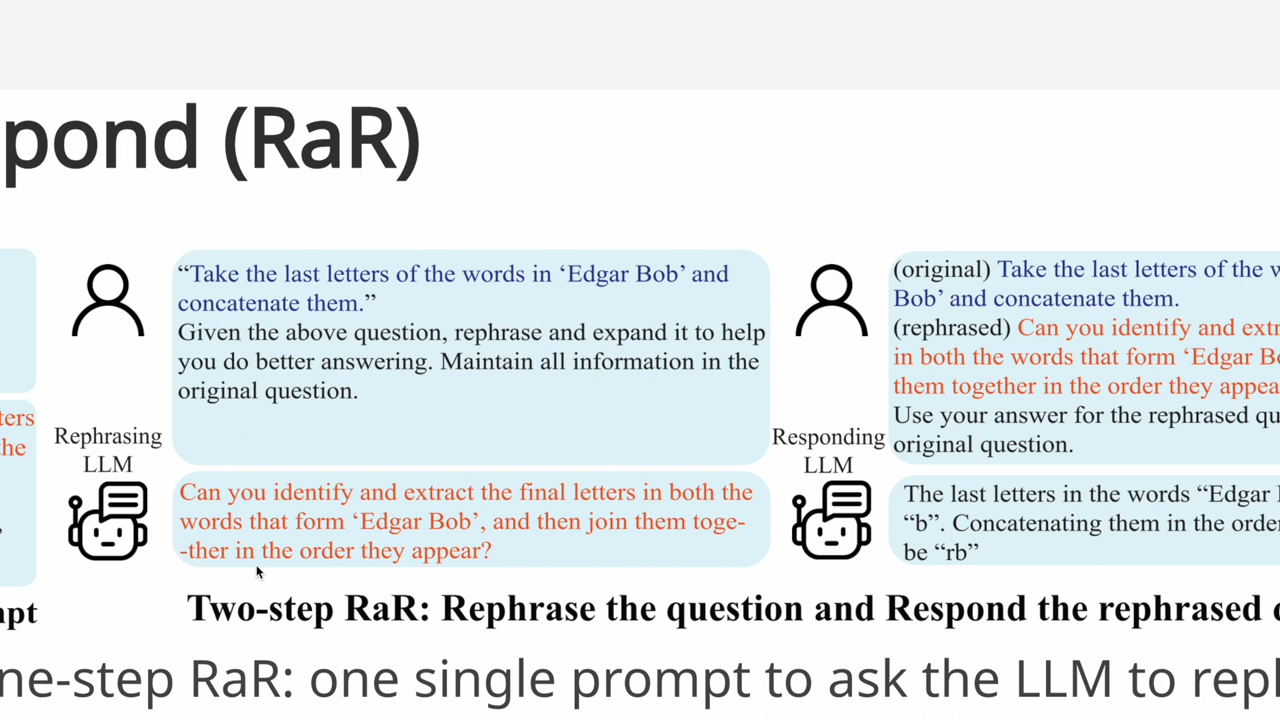 pond (RaR)
ters
the
,
mpt
“Take the last letters of the words in ‘Edgar Bob’ and
concatenate them.”
Given the above question, rephrase and expand it to help
you do better answering. Maintain all information in the
original question.
Rephrasing
LLM
Can you identify and extract the final letters in both the
words that form ‘Edgar Bob’, and then join them toge-
-ther in the order they appear?
(original) Take the last letters of the w
Bob’ and concatenate them.
(rephrased) Can you identify and extr
in both the words that form ‘Edgar Bo
them together in the order they appea
Use your answer for the rephrased qu
original question.
Responding
LLM
The last letters in the words “Edgar
“b”. Concatenating them in the orde
be “rb”
Two-step RaR: Rephrase the question and Respond the rephrased
ne-step RaR: one single prompt to ask the LLM to rep